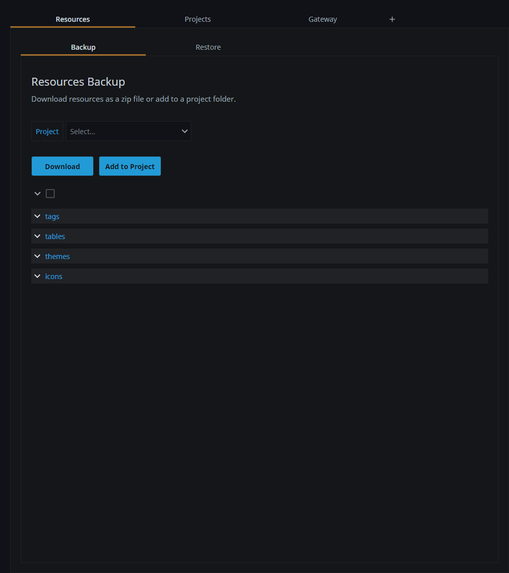 Resources Projects Gateway +
Backup Restore
Resources Backup
Download resources as a zip file or add to a project folder.
Project Select...
Download Add to Project
tags
tables
themes
icons